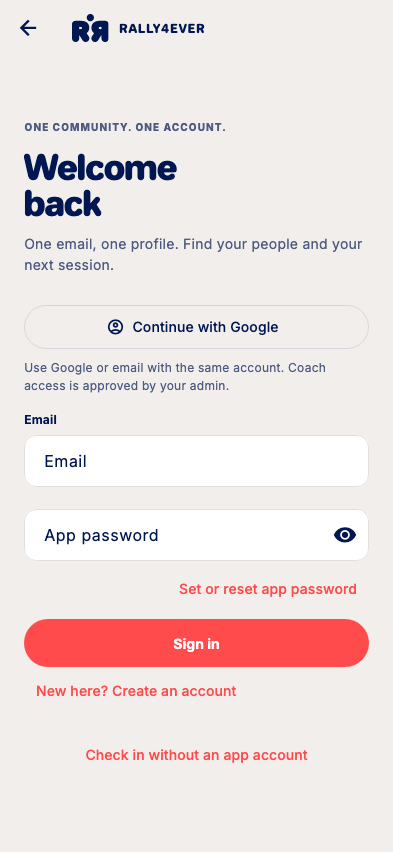 RALLY4EVER
ONE COMMUNITY. ONE ACCOUNT.
Welcome
back
One email, one profile. Find your people and your
next session.
Continue with Google
Use Google or email with the same account. Coach
access is approved by your admin.
Email
Email
App password
Set or reset app password
Sign in
New here? Create an account
Check in without an app account